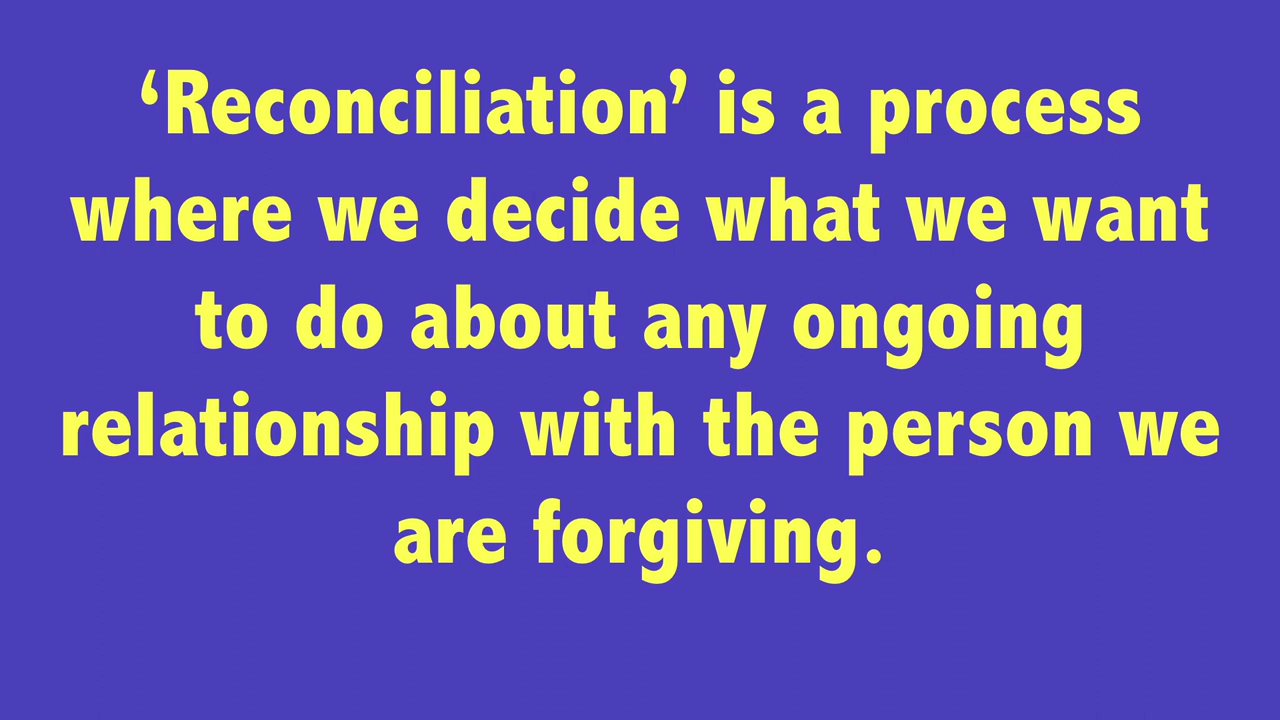 ‘Reconciliation’ is a process
where we decide what we want
to do about any ongoing
relationship with the person we
are forgiving.